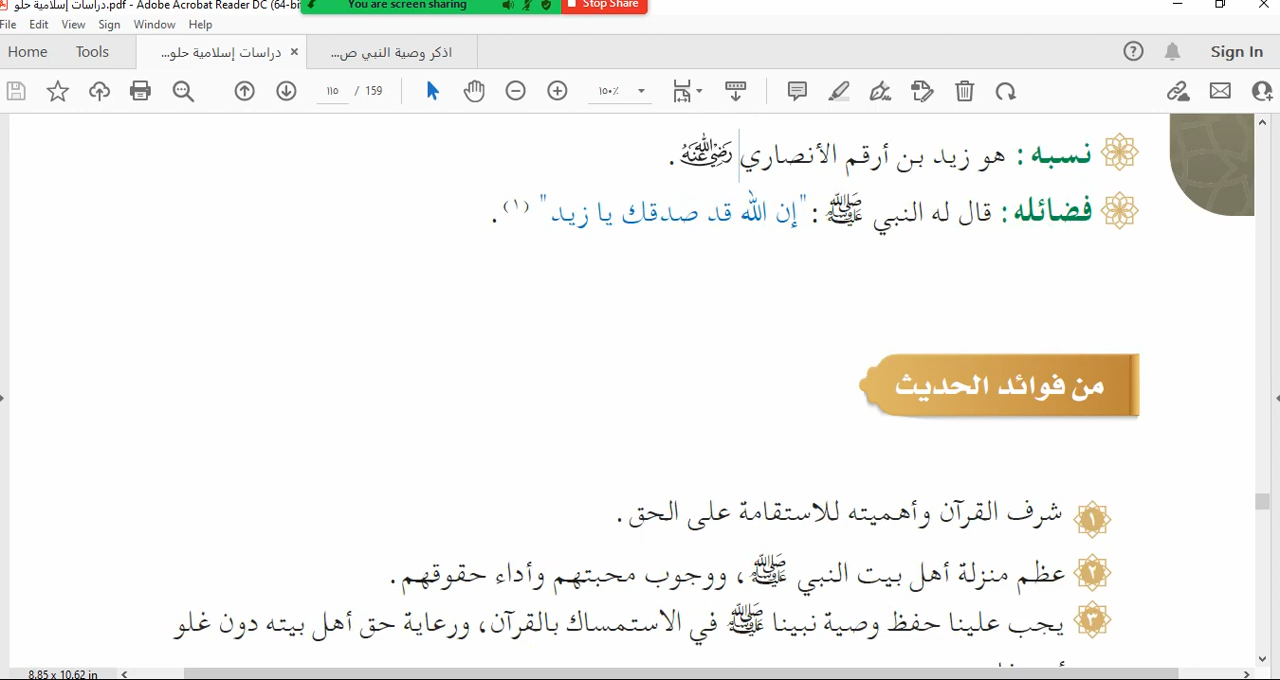 دراسات إسلامية حلو.pdf - Adobe Acrobat Reader DC (64-bi
You are screen sharing
Stop Share
File Edit View Sign Window Help
Home Tools دراسات إسلامية حلو... × اذكر وصية النبي ص... Sign In
١١٥ / 159 ١٥٠٪
نسبه : هو زيد بن أرقم الأنصاري رَضِيَ اللَّهُ عَنْهُ .
فضائله : قال له النبي ﷺ : "إن الله قد صدقك يا زيد" (١) .
من فوائد الحديث
١ شرف القرآن وأهميته للاستقامة على الحق .
٢ عظم منزلة أهل بيت النبي ﷺ، ووجوب محبتهم وأداء حقوقهم .
٣ يجب علينا حفظ وصية نبينا ﷺ في الاستمساك بالقرآن، ورعاية حق أهل بيته دون غلو
8.85 x 10.62 in